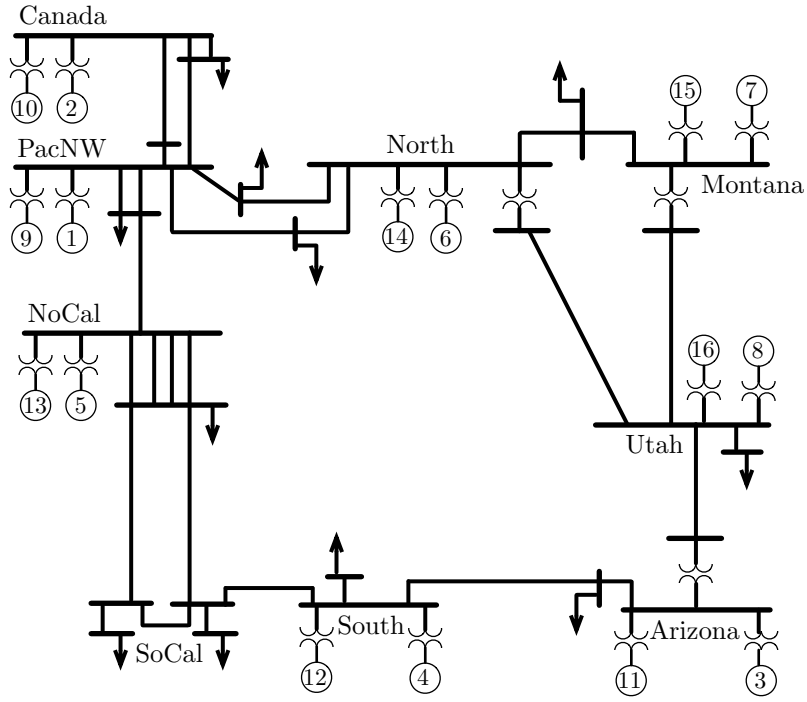 Canada
10 2
15 7
PacNW
North
Montana
9 1
14 6
NoCal
16 8
13 5
Utah
SoCal
South
Arizona
12 4
11 3